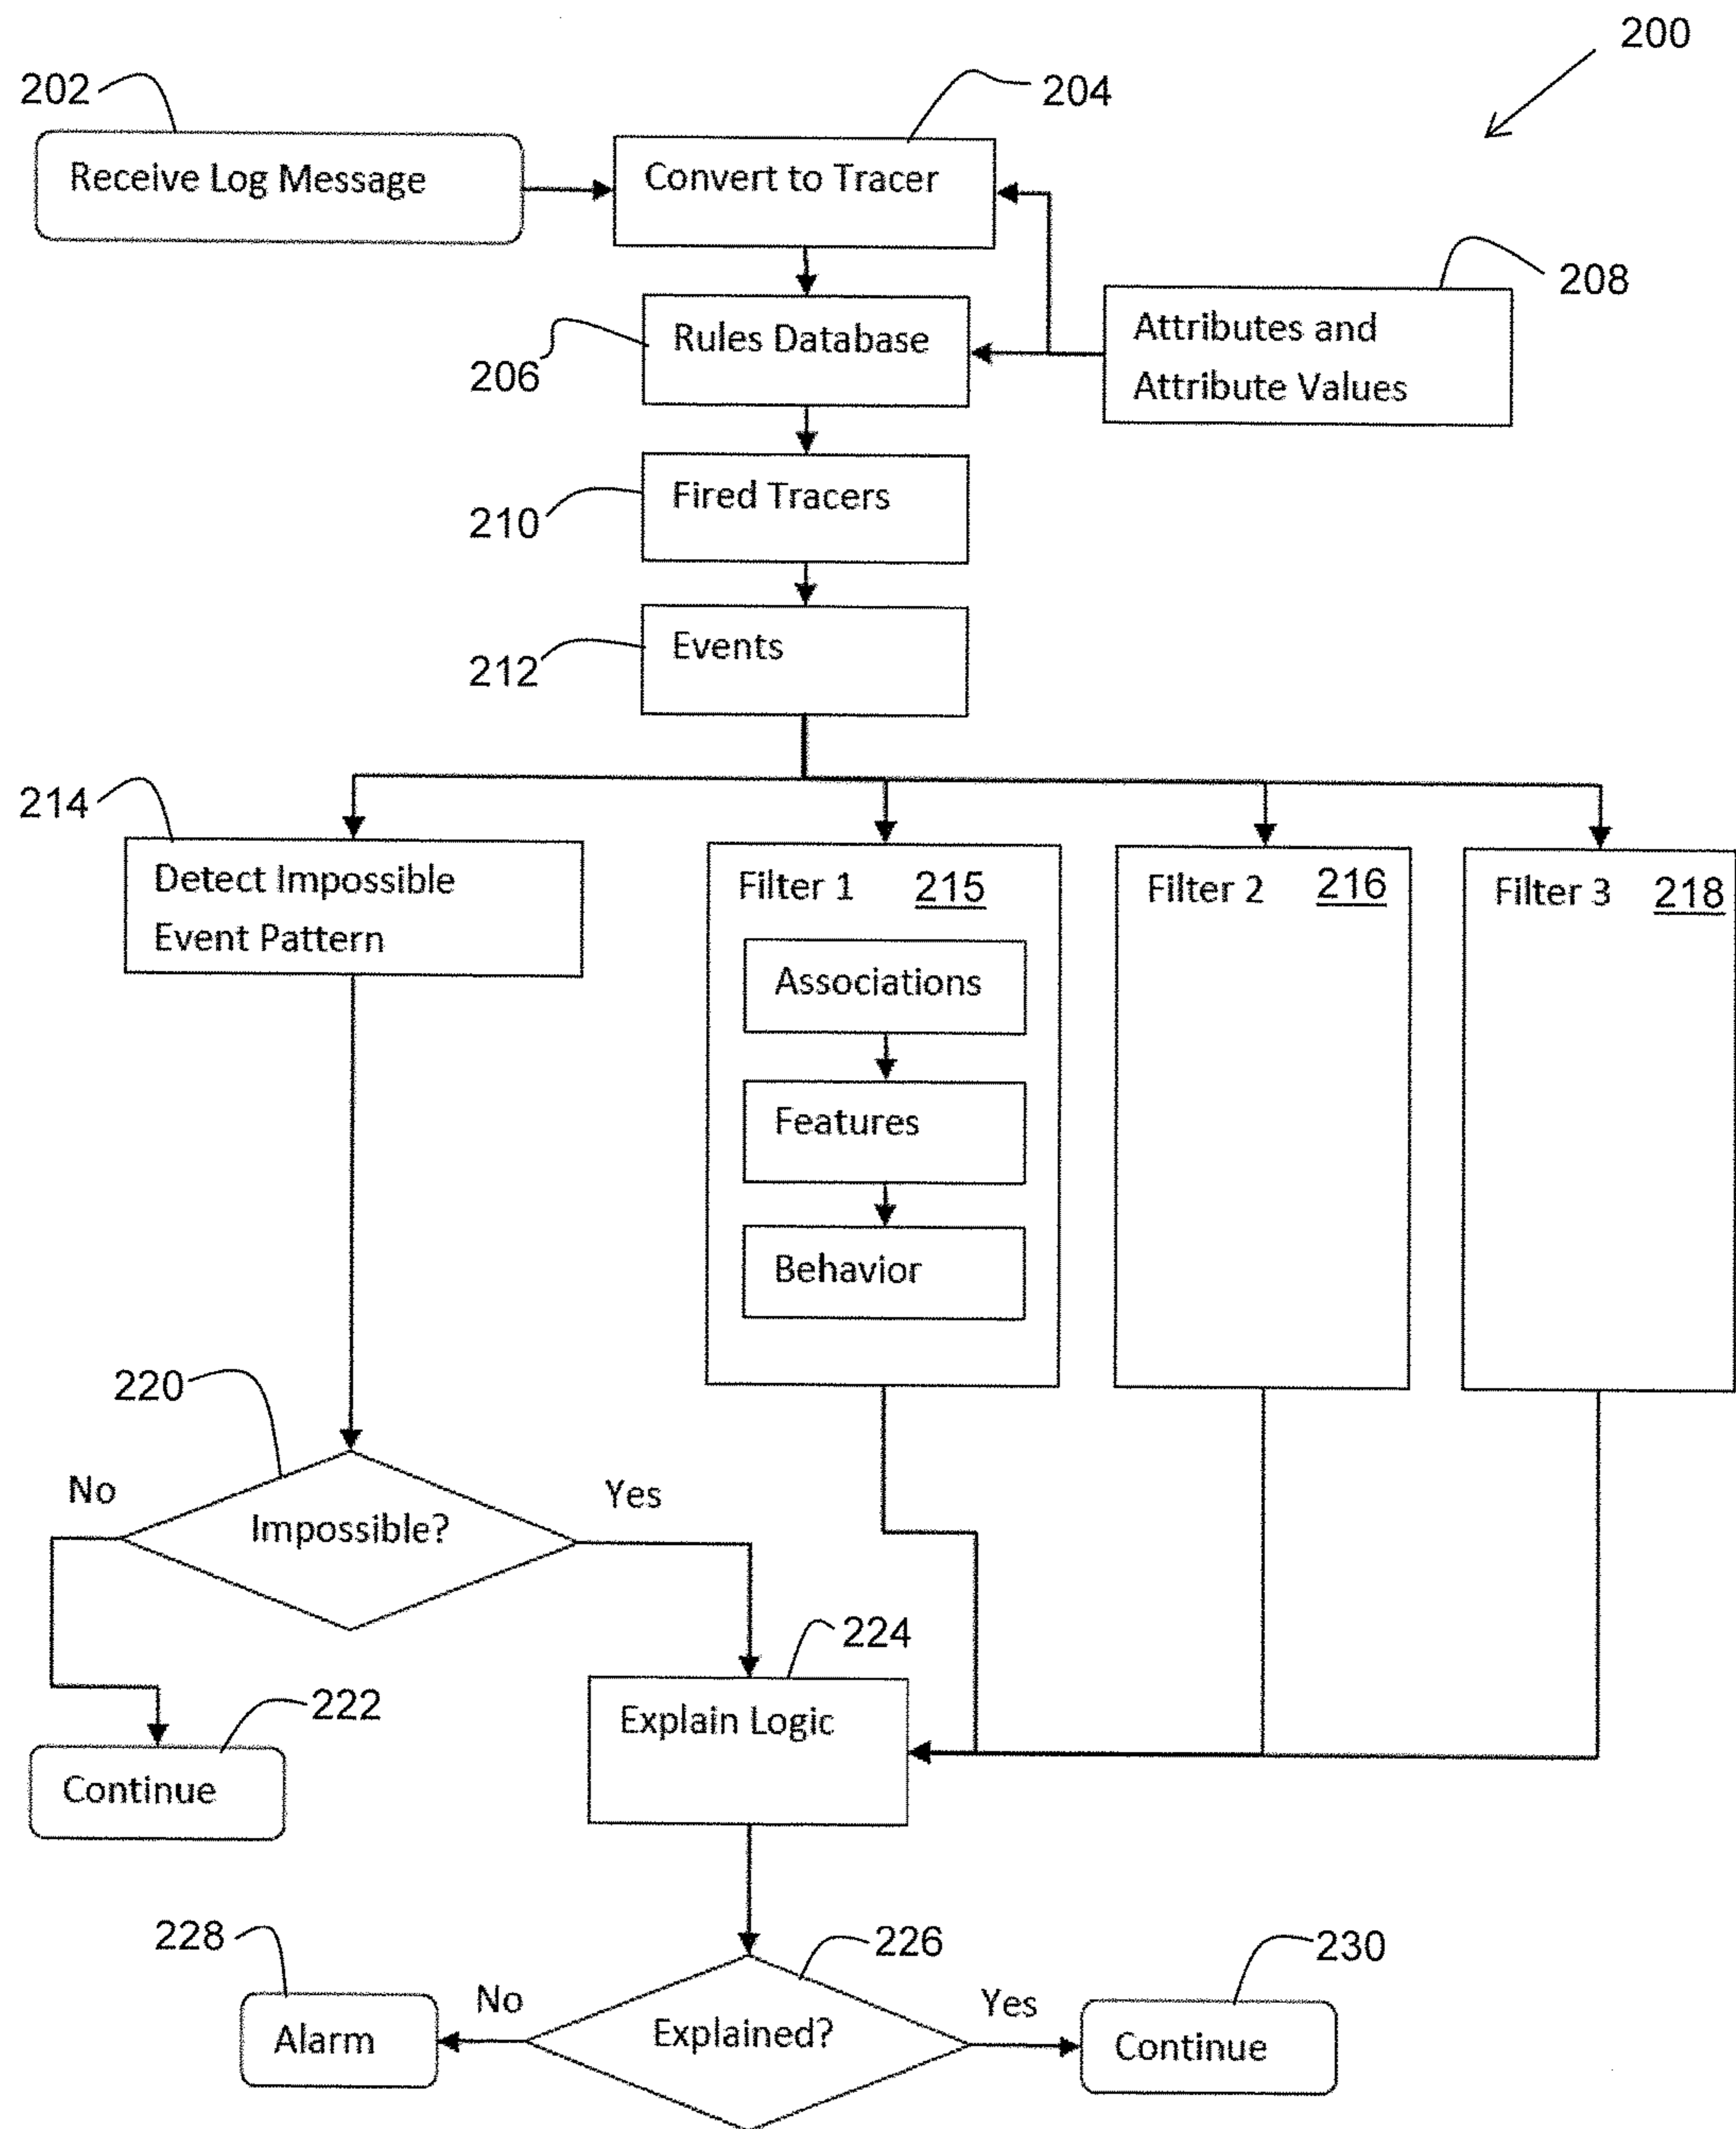 200
202
204
Receive Log Message
Convert to Tracer
208
Rules Database
Attributes and
Attribute Values
206
Fired Tracers
210
Events
212
214
Detect Impossible
Event Pattern
Filter 1 215
Filter 2 216
Filter 3 218
Associations
Features
Behavior
220
No
Yes
Impossible?
224
222
Explain Logic
Continue
228
226
230
No
Yes
Alarm
Explained?
Continue